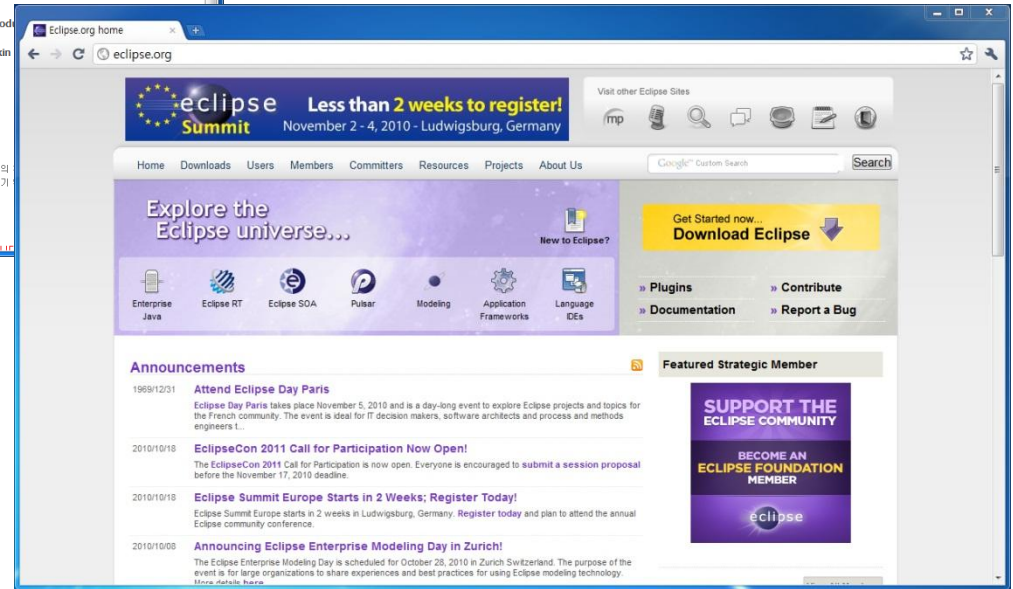 Eclipse.org home
eclipse.org
eclipse Less than 2 weeks to register!
Summit November 2 - 4, 2010 - Ludwigsburg, Germany
Visit other Eclipse Sites
mp
Home Downloads Users Members Committers Resources Projects About Us
Google™ Custom Search Search
Explore the
Eclipse universe...
New to Eclipse?
Get Started now...
Download Eclipse
Enterprise
Java
Eclipse RT
Eclipse SOA
Pulsar
Modeling
Application
Frameworks
Language
IDEs
» Plugins » Contribute
» Documentation » Report a Bug
Announcements
1969/12/31 Attend Eclipse Day Paris
Eclipse Day Paris takes place November 5, 2010 and is a day-long event to explore Eclipse projects and topics for
the French community. The event is ideal for IT decision makers, software architects and process and methods
engineers t...
2010/10/18 EclipseCon 2011 Call for Participation Now Open!
The EclipseCon 2011 Call for Participation is now open. Everyone is encouraged to submit a session proposal
before the November 17, 2010 deadline.
2010/10/18 Eclipse Summit Europe Starts in 2 Weeks; Register Today!
Eclipse Summit Europe starts in 2 weeks in Ludwigsburg, Germany. Register today and plan to attend the annual
Eclipse community conference.
2010/10/08 Announcing Eclipse Enterprise Modeling Day in Zurich!
The Eclipse Enterprise Modeling Day is scheduled for October 28, 2010 in Zurich Switzerland. The purpose of the
event is for large organizations to share experiences and best practices for using Eclipse modeling technology.
More details here
Featured Strategic Member
SUPPORT THE
ECLIPSE COMMUNITY
BECOME AN
ECLIPSE FOUNDATION
MEMBER
eclipse